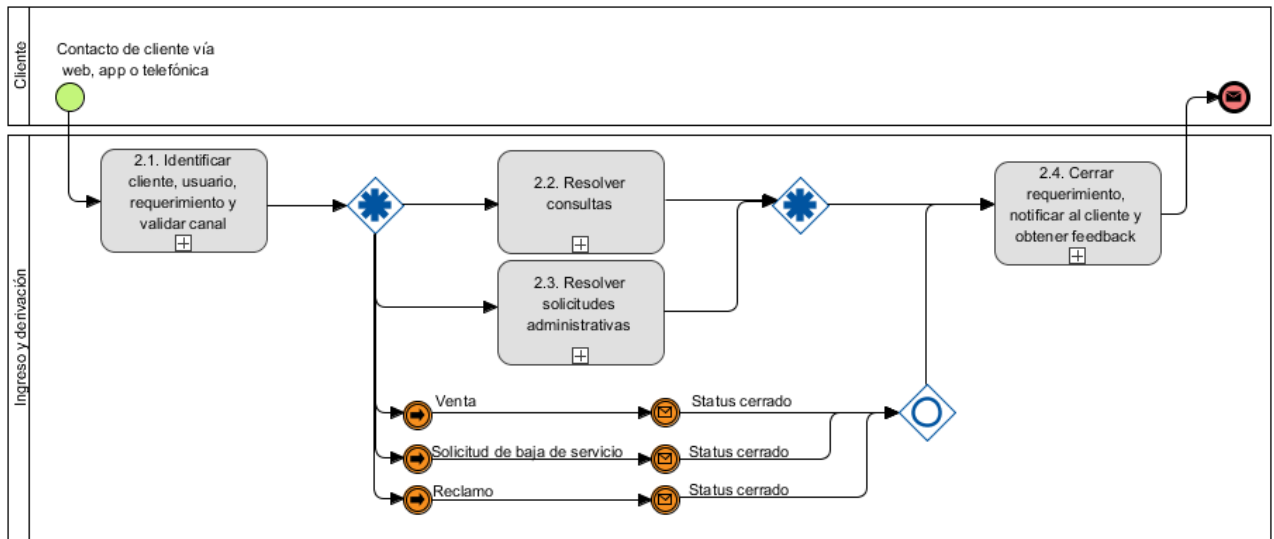 Cliente
Contacto de cliente vía
web, app o telefónica
Ingreso y derivación
2.1. Identificar
cliente, usuario,
requerimiento y
validar canal
2.2. Resolver
consultas
2.3. Resolver
solicitudes
administrativas
2.4. Cerrar
requerimiento,
notificar al cliente y
obtener feedback
Venta
Status cerrado
Solicitud de baja de servicio
Status cerrado
Reclamo
Status cerrado